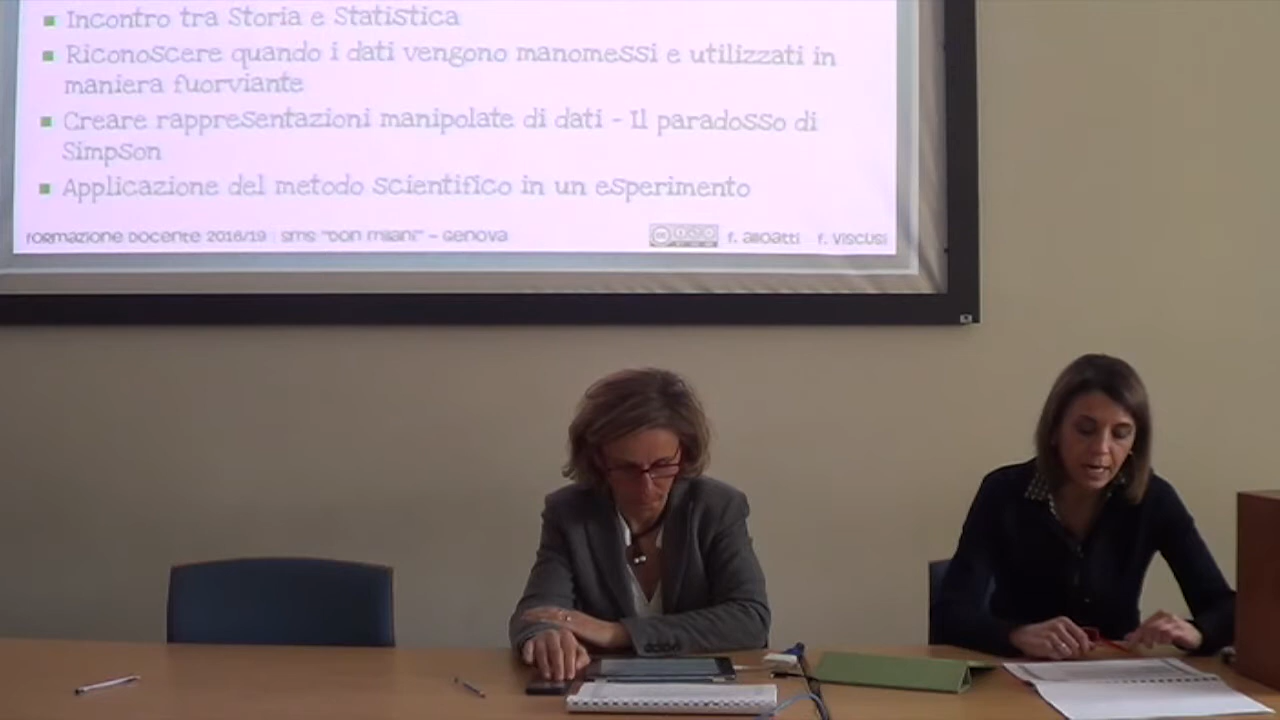 Incontro tra Storia e Statistica
Riconoscere quando i dati vengono manomessi e utilizzati in
maniera fuorviante
Creare rappresentazioni manipolate di dati - Il paradosso di
Simpson
Applicazione del metodo scientifico in un esperimento
Formazione Docente 2018/19 SMS "Don Milani" - Genova
F. Alloatti F. Viscusi